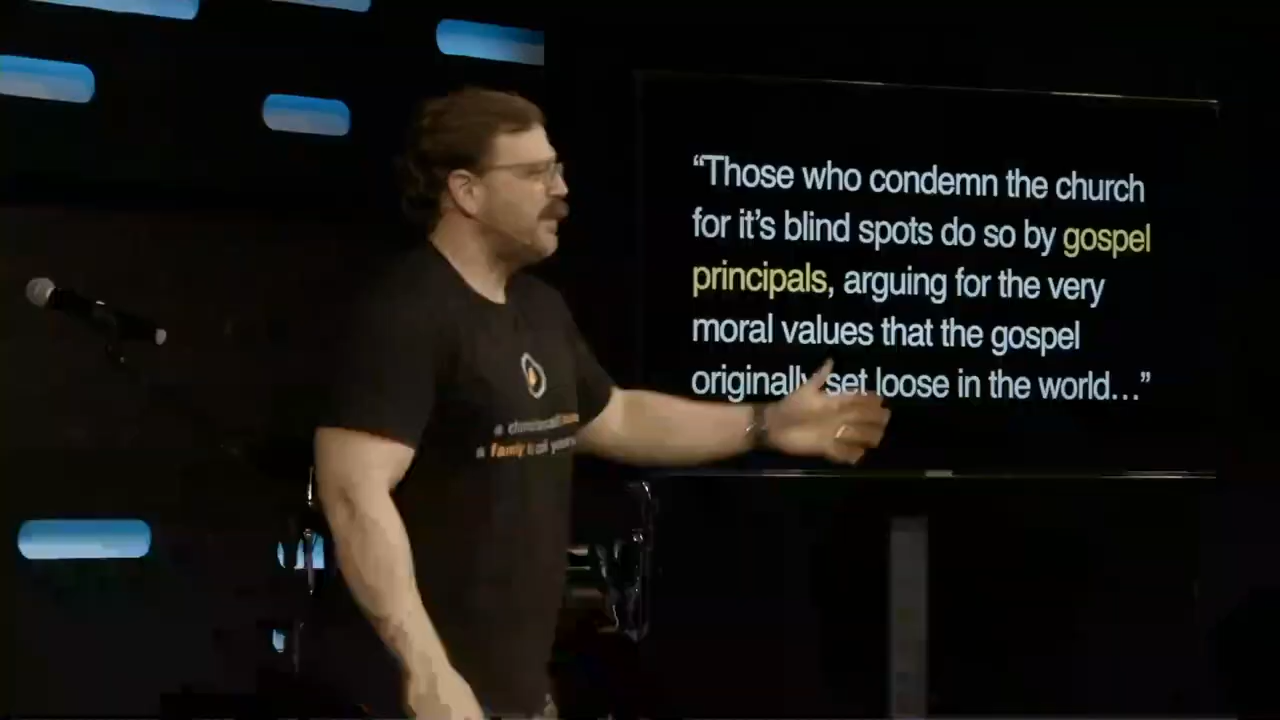 “Those who condemn the church
for it’s blind spots do so by gospel
principals, arguing for the very
moral values that the gospel
originally set loose in the world…”
a
a family